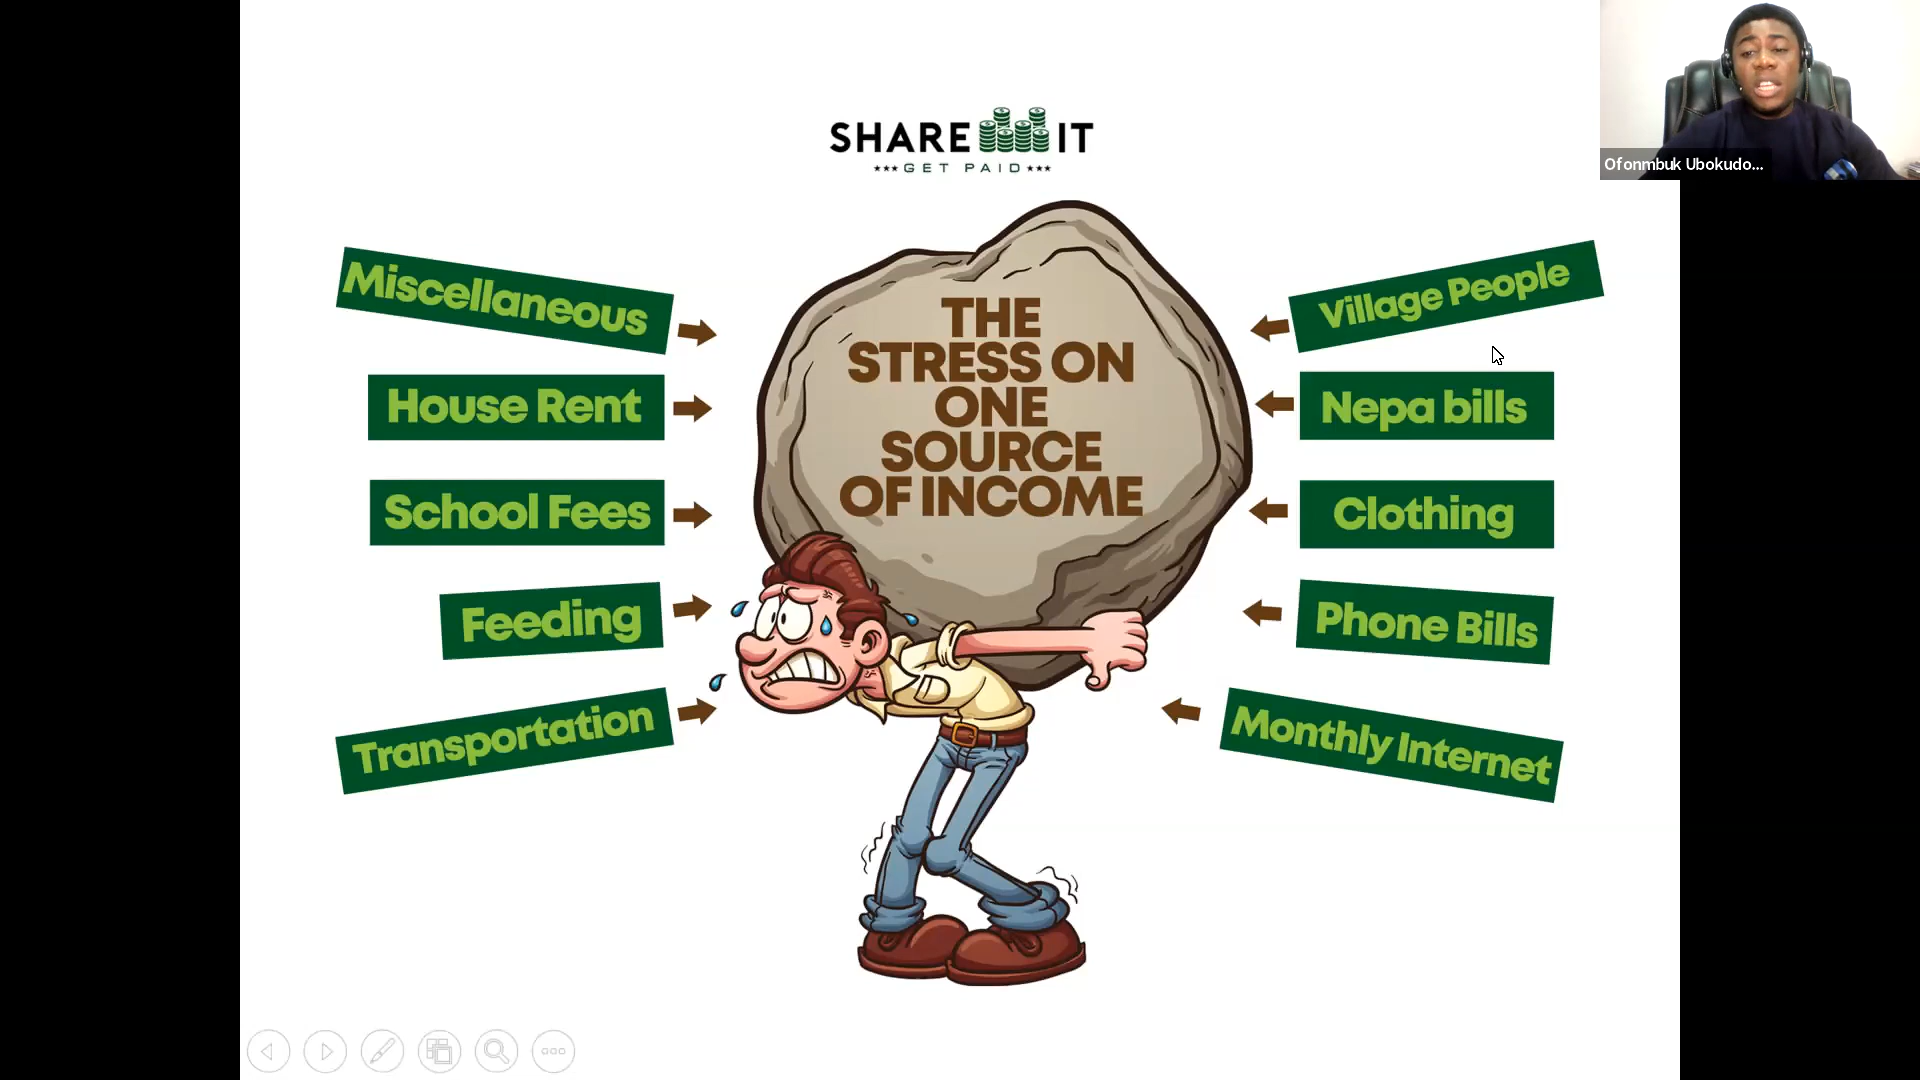 SHARE IT
GET PAID
Ofonmbuk Ubokudo...
THE
STRESS ON
ONE
SOURCE
OF INCOME
Miscellaneous
House Rent
School Fees
Feeding
Transportation
Village People
Nepa bills
Clothing
Phone Bills
Monthly Internet